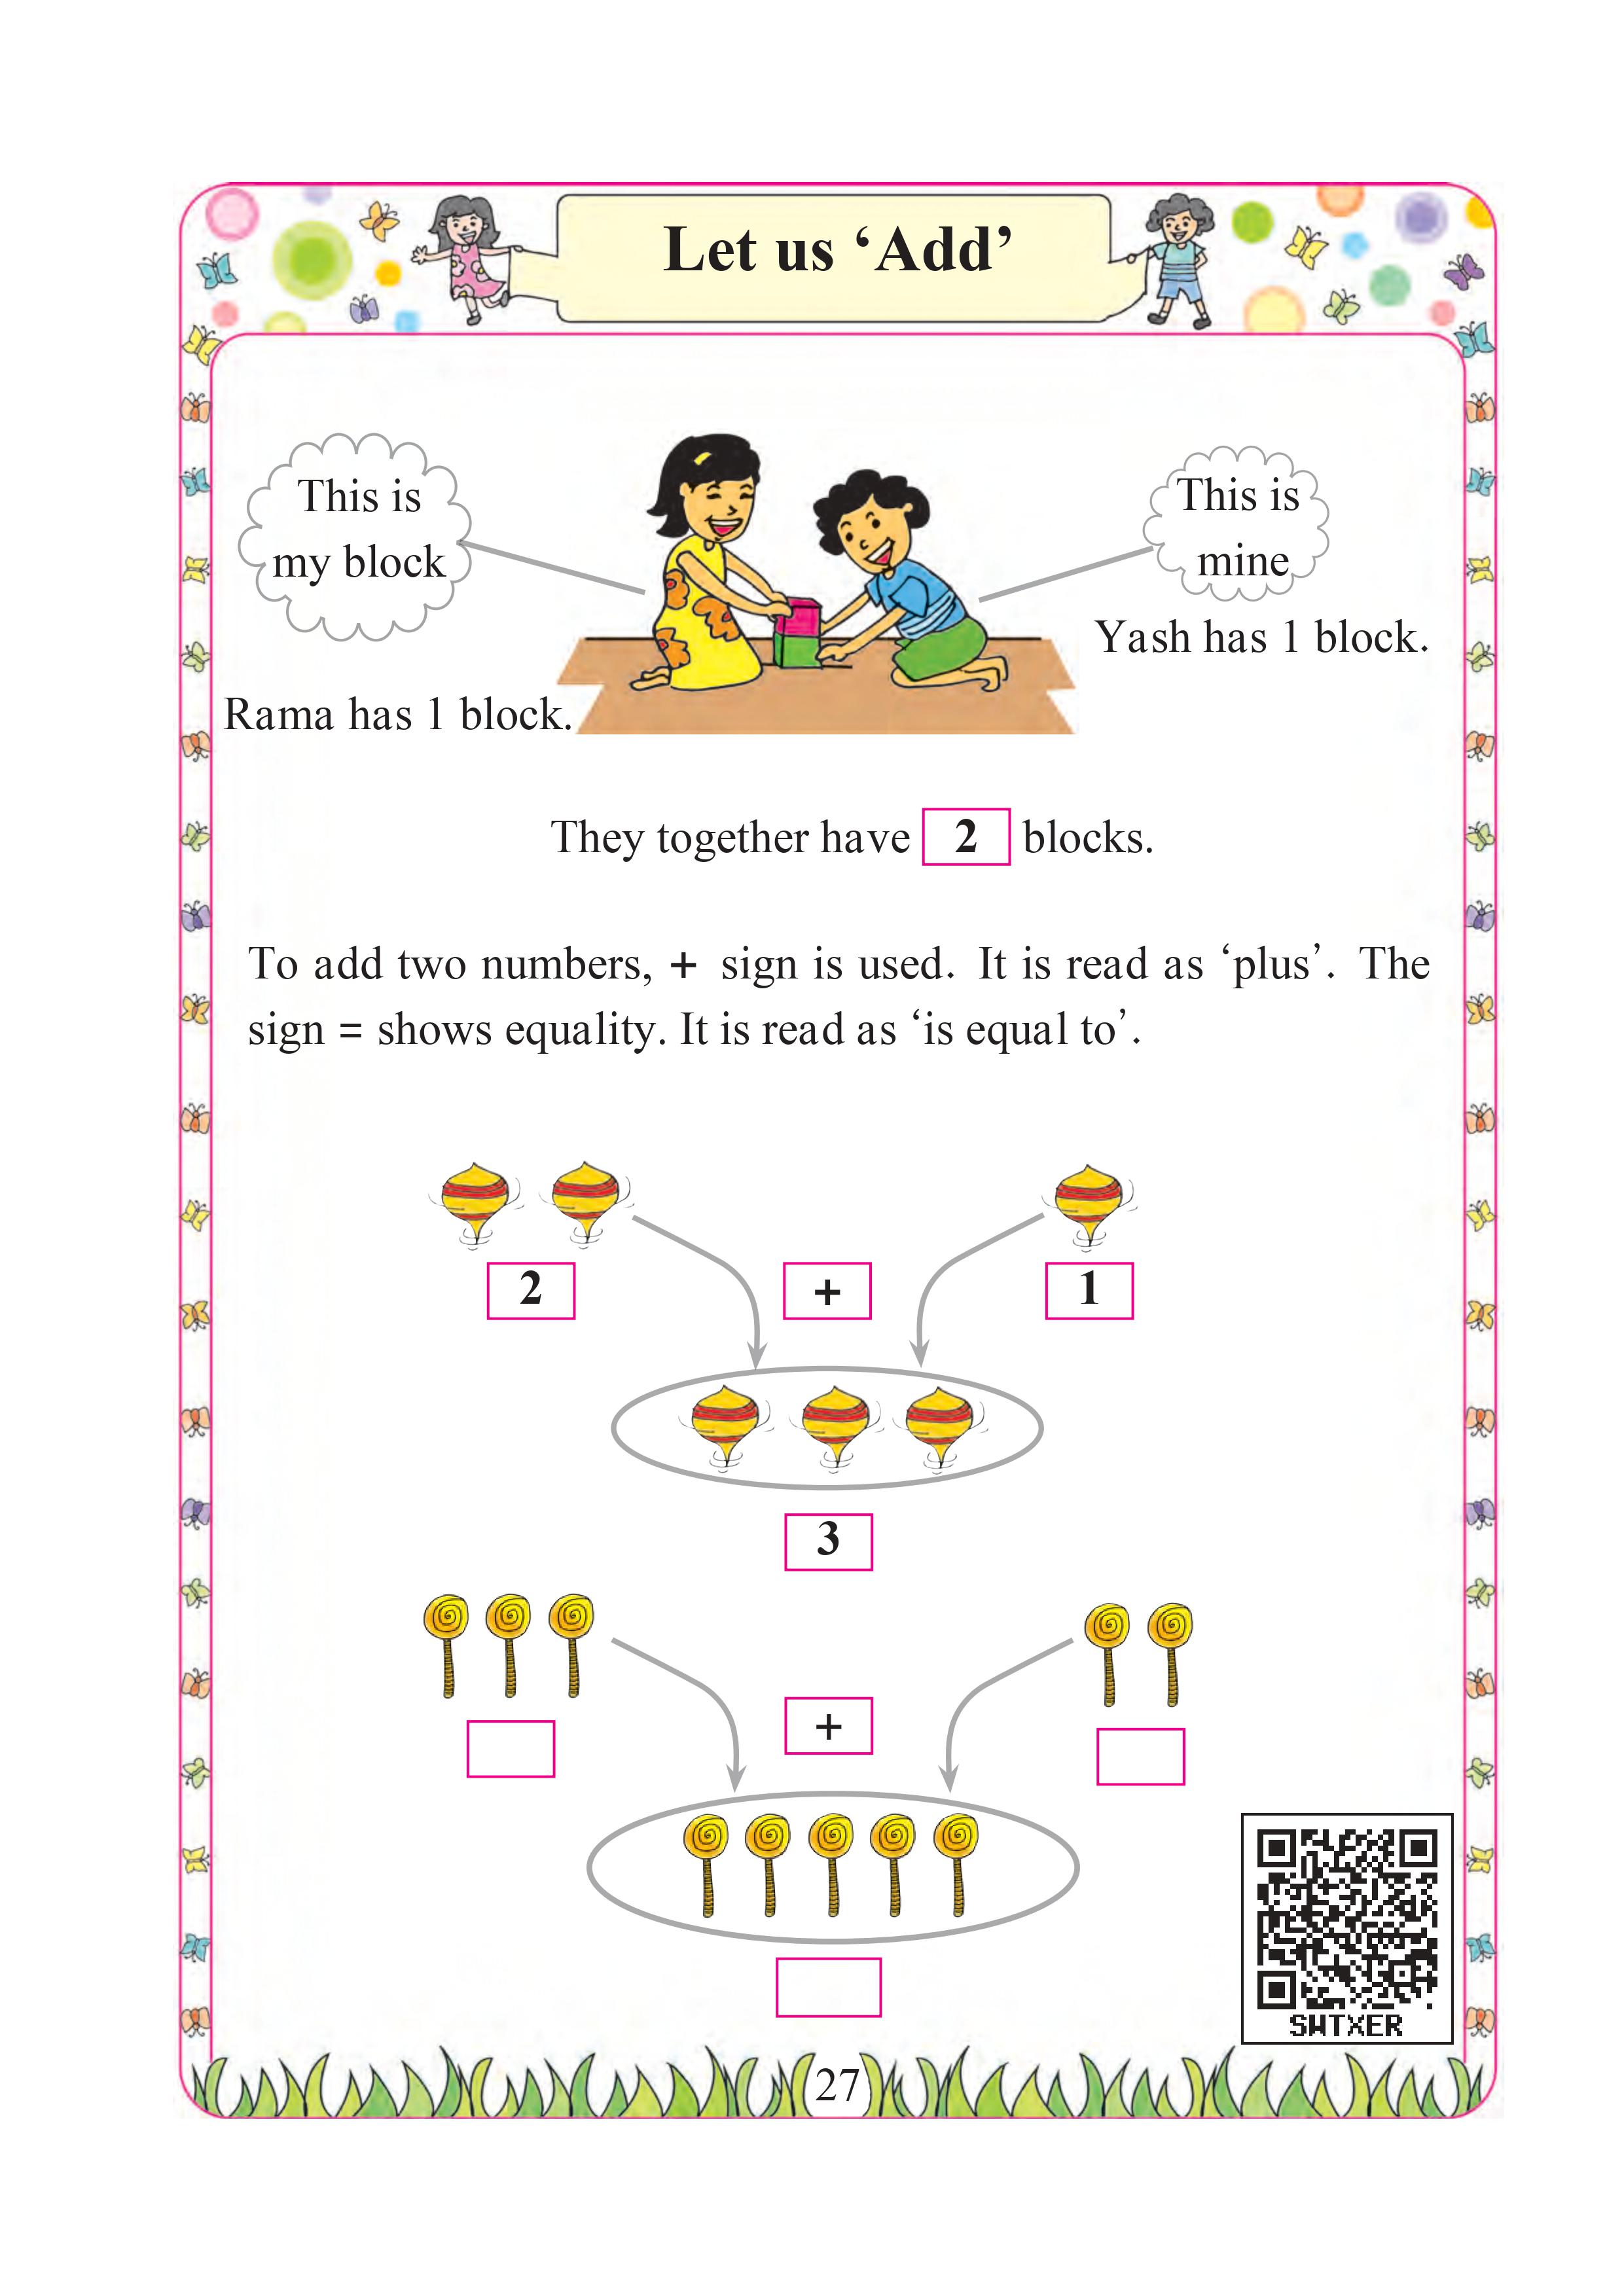 Let us ‘Add’
This is
my block
This is
mine
Yash has 1 block.
Rama has 1 block.
They together have 2 blocks.
To add two numbers, + sign is used. It is read as ‘plus’. The
sign = shows equality. It is read as ‘is equal to’.
2 + 1
3
+
27
SWTXER